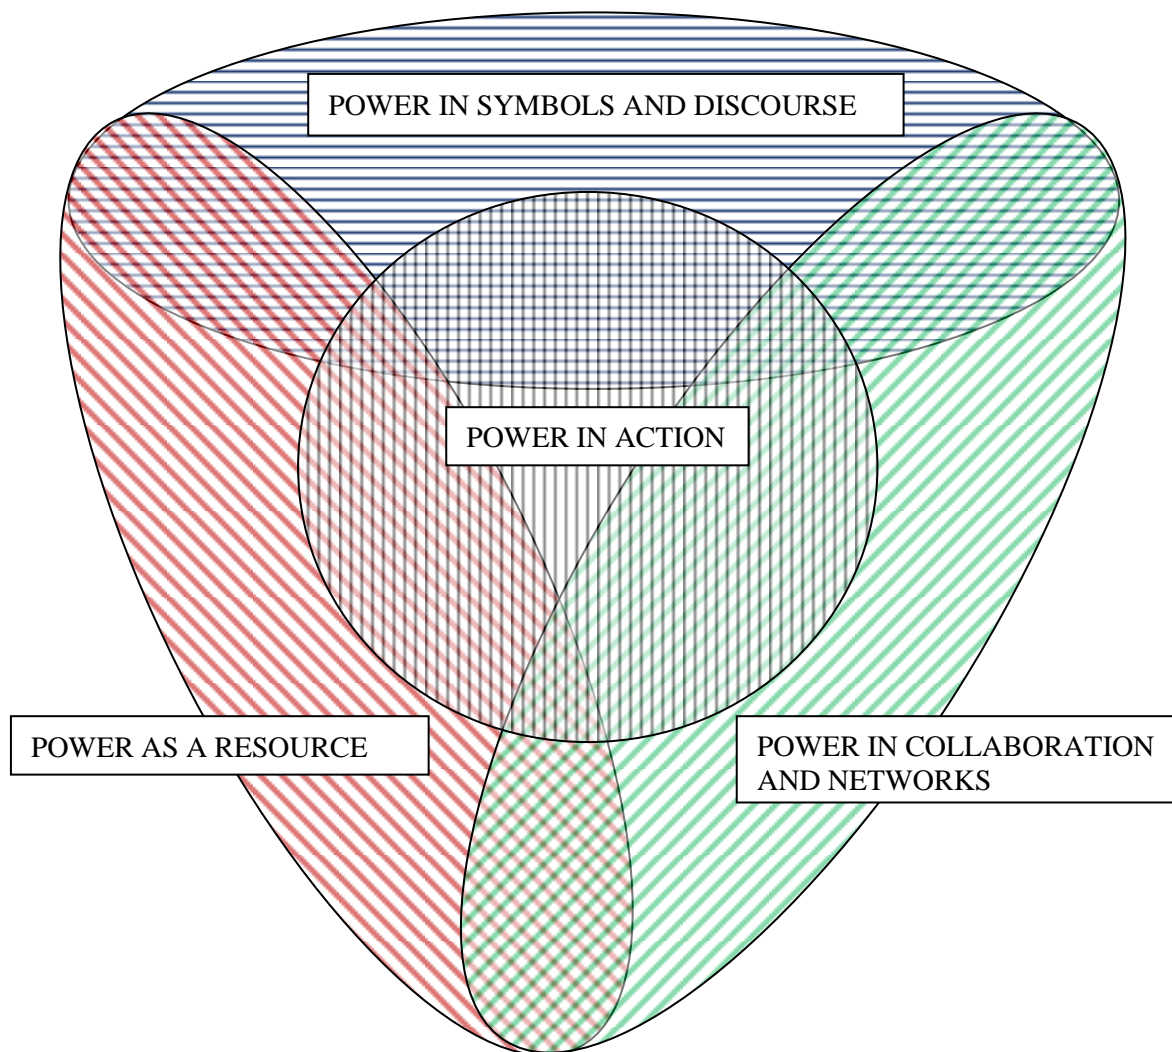 POWER IN SYMBOLS AND DISCOURSE
POWER IN ACTION
POWER AS A RESOURCE
POWER IN COLLABORATION
AND NETWORKS